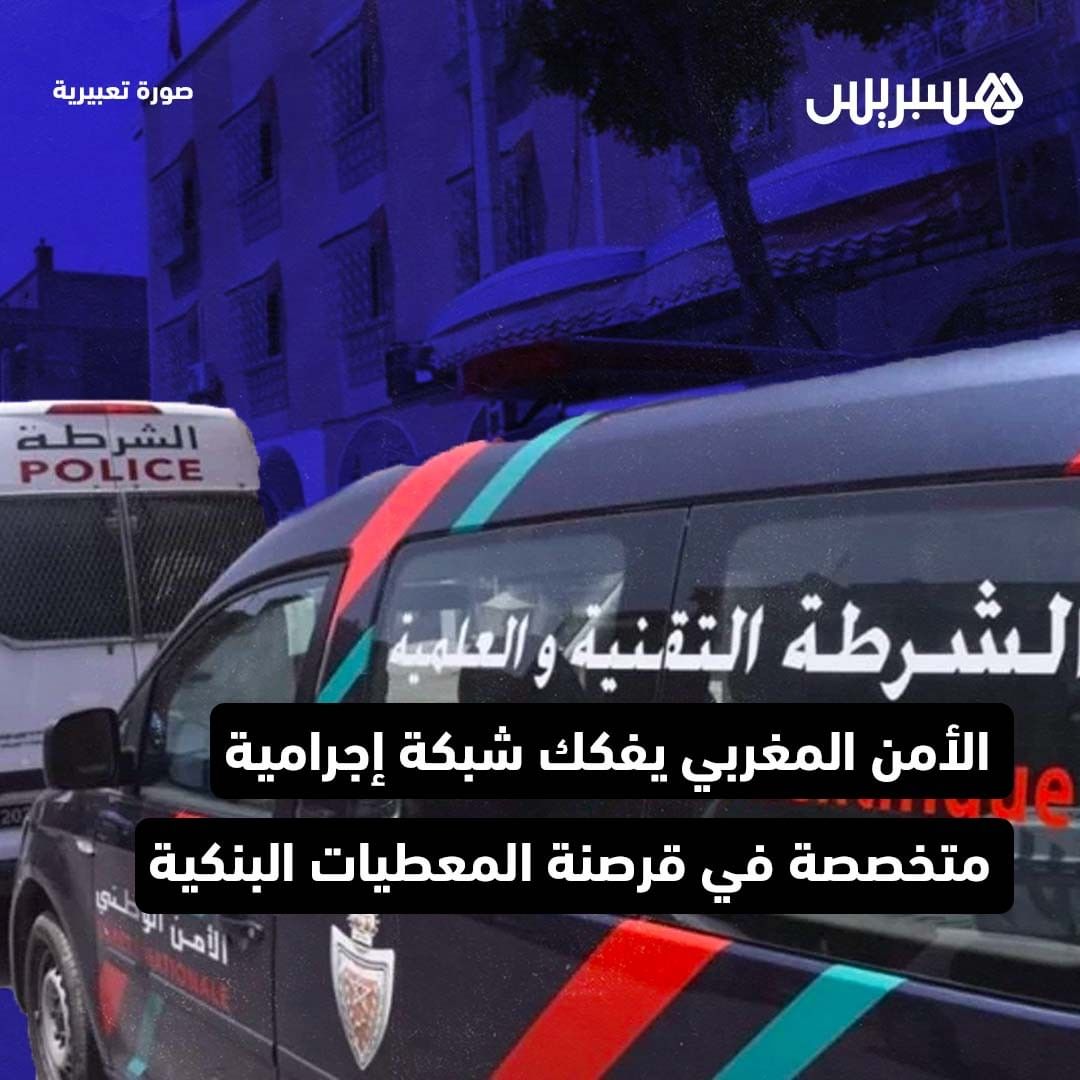 هسبريس
صورة تعبيرية
الشرطة
POLICE
الشرطة التقنية والعلمية
الأمن المغربي يفكك شبكة إجرامية
متخصصة في قرصنة المعطيات البنكية
الأمن الوطني